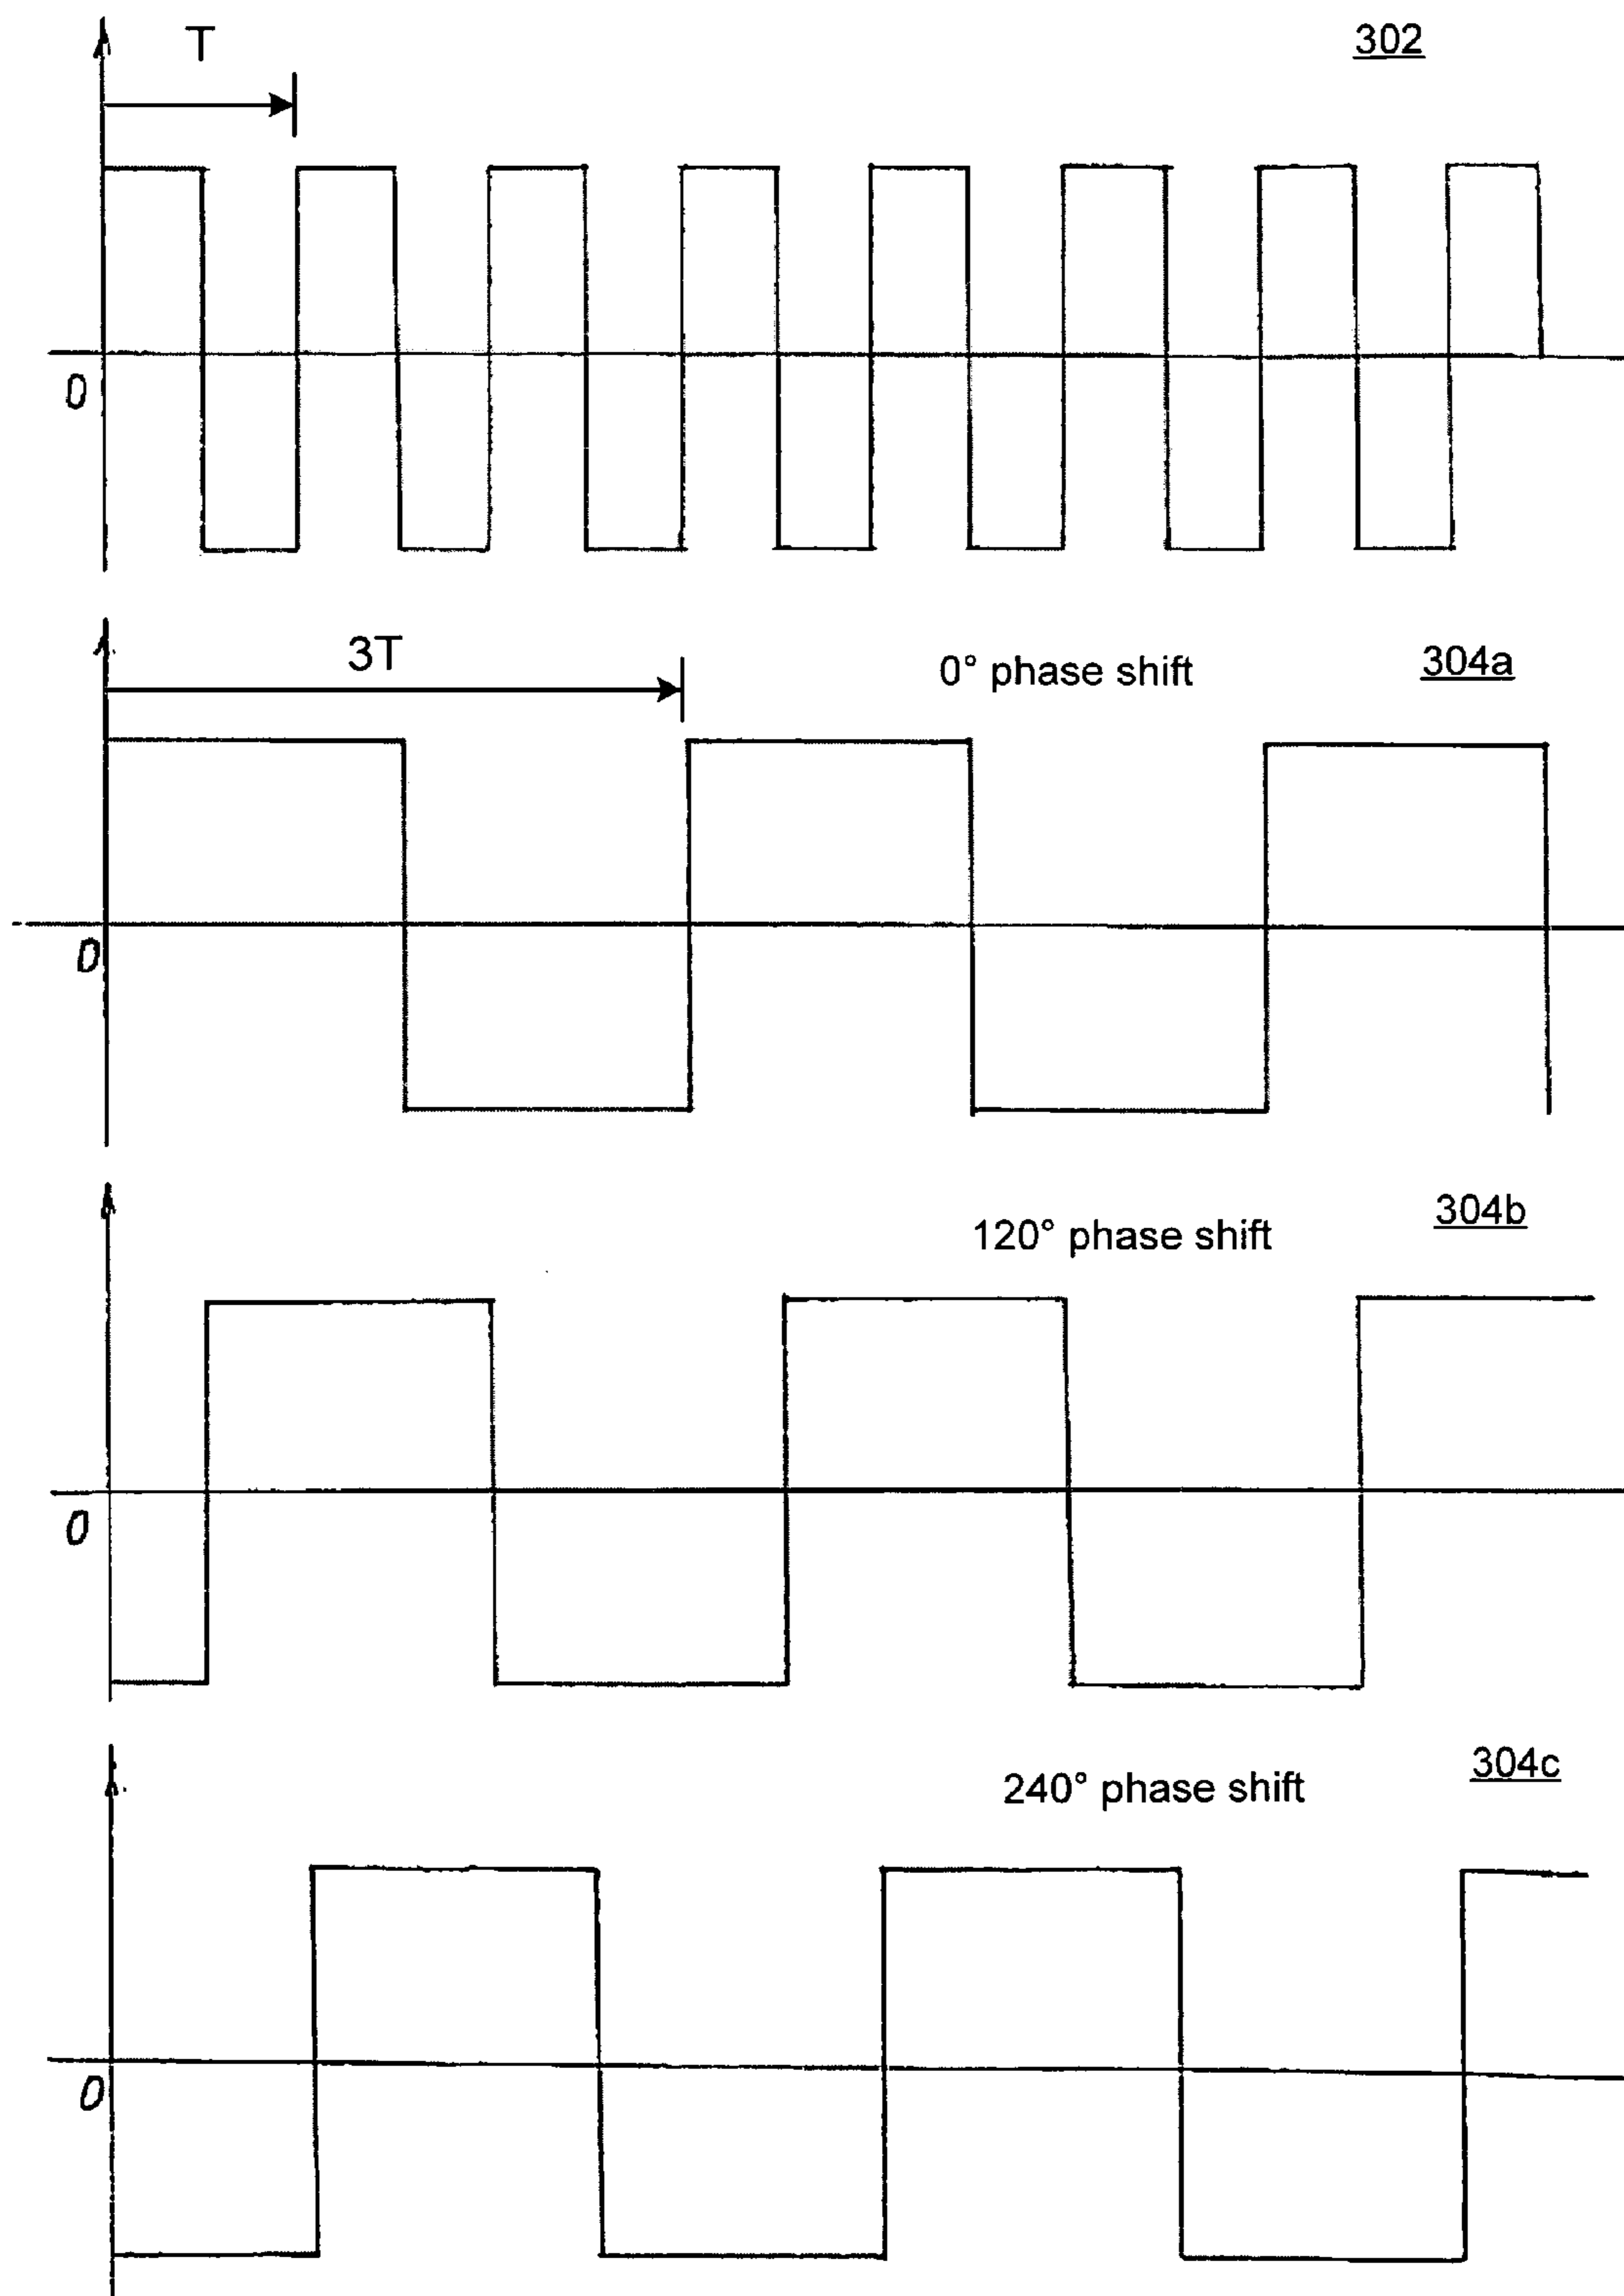 T
302
0
3T
0° phase shift
304a
0
120° phase shift
304b
0
240° phase shift
304c
0